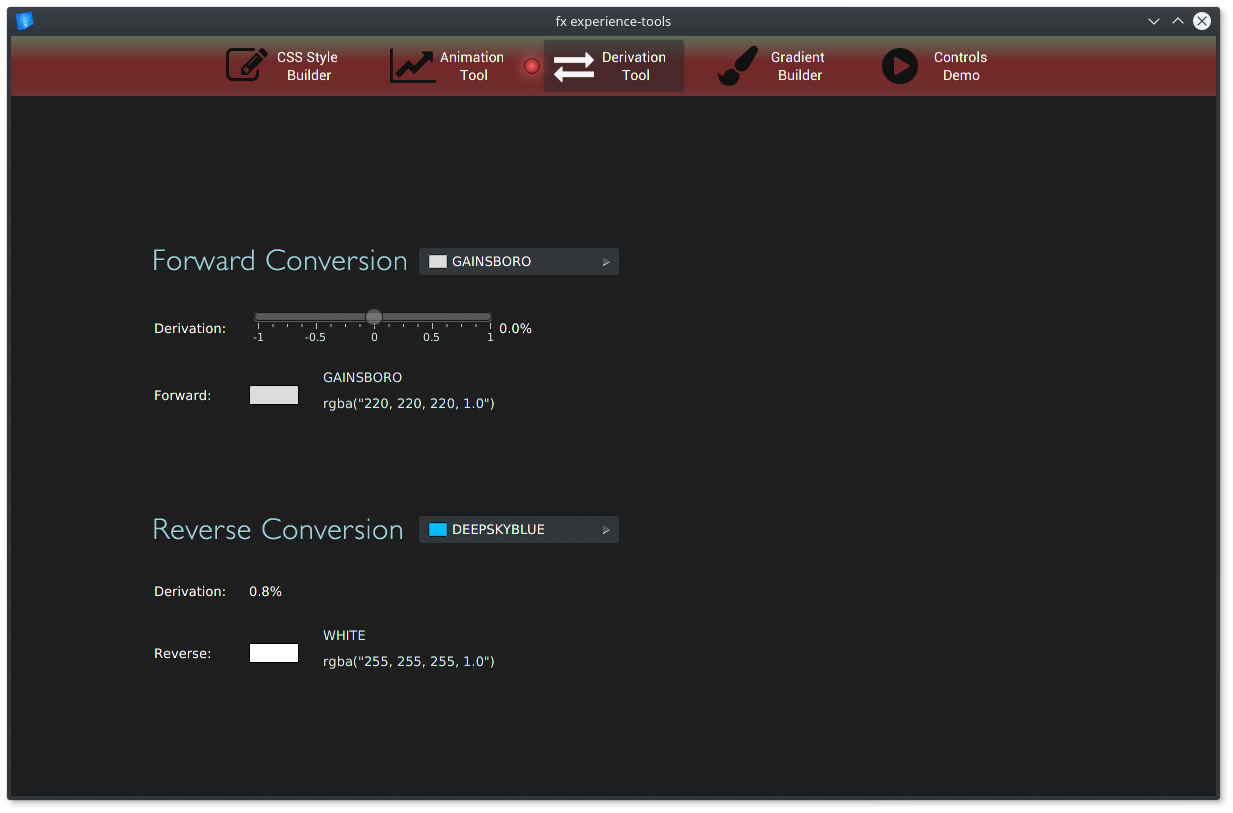 fx experience-tools
CSS Style
Builder
Animation
Tool
Derivation
Tool
Gradient
Builder
Controls
Demo
Forward Conversion
GAINSBORO
Derivation:
-1 -0.5 0 0.5 1
0.0%
Forward:
GAINSBORO
rgba("220, 220, 220, 1.0")
Reverse Conversion
DEEPSKYBLUE
Derivation:
0.8%
Reverse:
WHITE
rgba("255, 255, 255, 1.0")